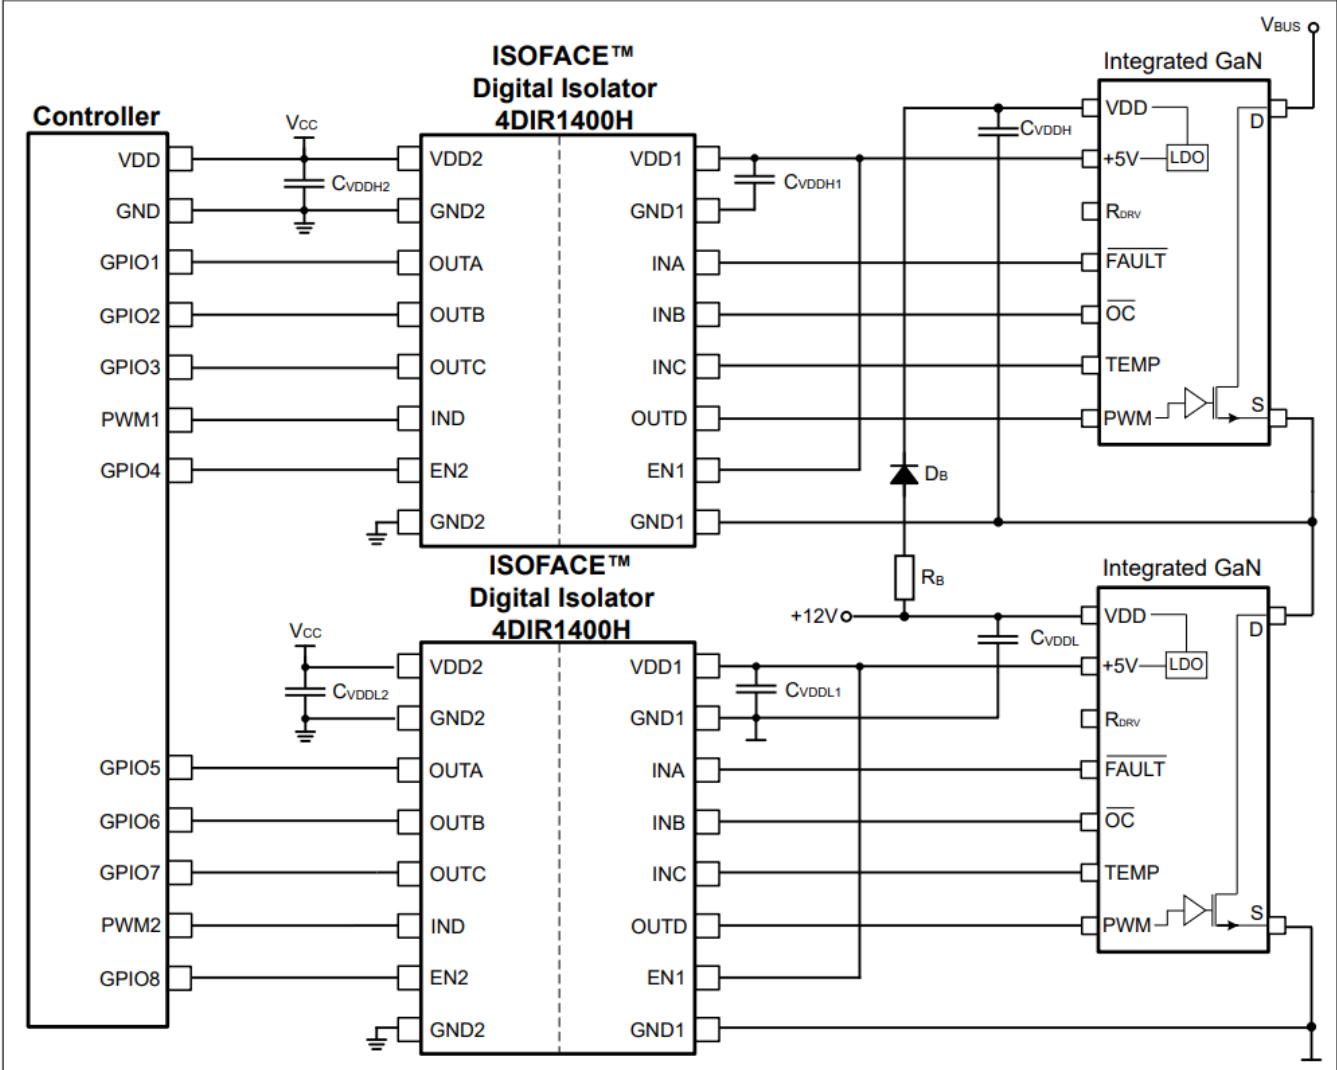 VBUS
ISOFACE™
Digital Isolator
4DIR1400H
Integrated GaN
Controller
VDD
GND
GPIO1
GPIO2
GPIO3
PWM1
GPIO4
GPIO5
GPIO6
GPIO7
PWM2
GPIO8
VCC
CVDDH2
VDD2
GND2
OUTA
OUTB
OUTC
IND
EN2
GND2
VDD1
GND1
INA
INB
INC
OUTD
EN1
GND1
CVDDH1
CVDDH
DB
RB
+12V
VDD
+5V
LDO
RDRV
FAULT
OC
TEMP
PWM
D
S
ISOFACE™
Digital Isolator
4DIR1400H
VCC
CVDDL2
VDD2
GND2
OUTA
OUTB
OUTC
IND
EN2
GND2
VDD1
GND1
INA
INB
INC
OUTD
EN1
GND1
CVDDL1
CVDDL
Integrated GaN
VDD
+5V
LDO
RDRV
FAULT
OC
TEMP
PWM
D
S